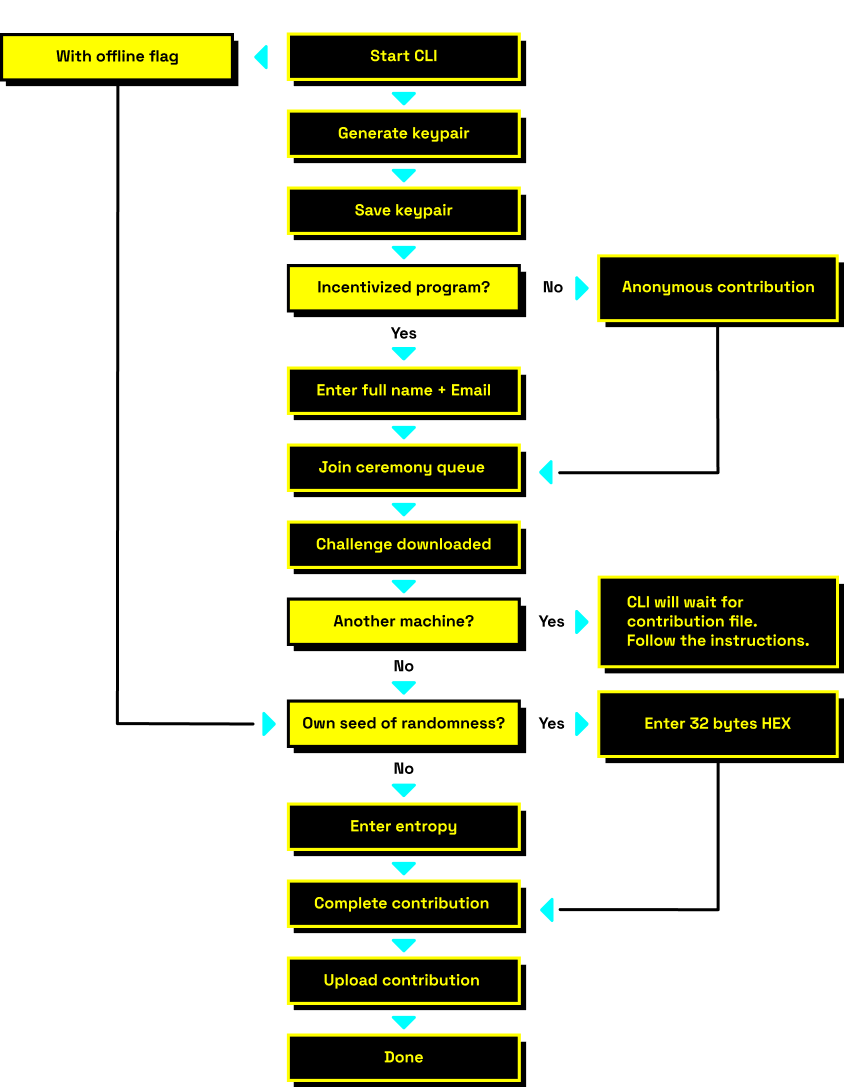 With offline flag
Start CLI
Generate keypair
Save keypair
Incentivized program?
No
Anonymous contribution
Yes
Enter full name + Email
Join ceremony queue
Challenge downloaded
Another machine?
Yes
CLI will wait for
contribution file.
Follow the instructions.
No
Own seed of randomness?
Yes
Enter 32 bytes HEX
No
Enter entropy
Complete contribution
Upload contribution
Done